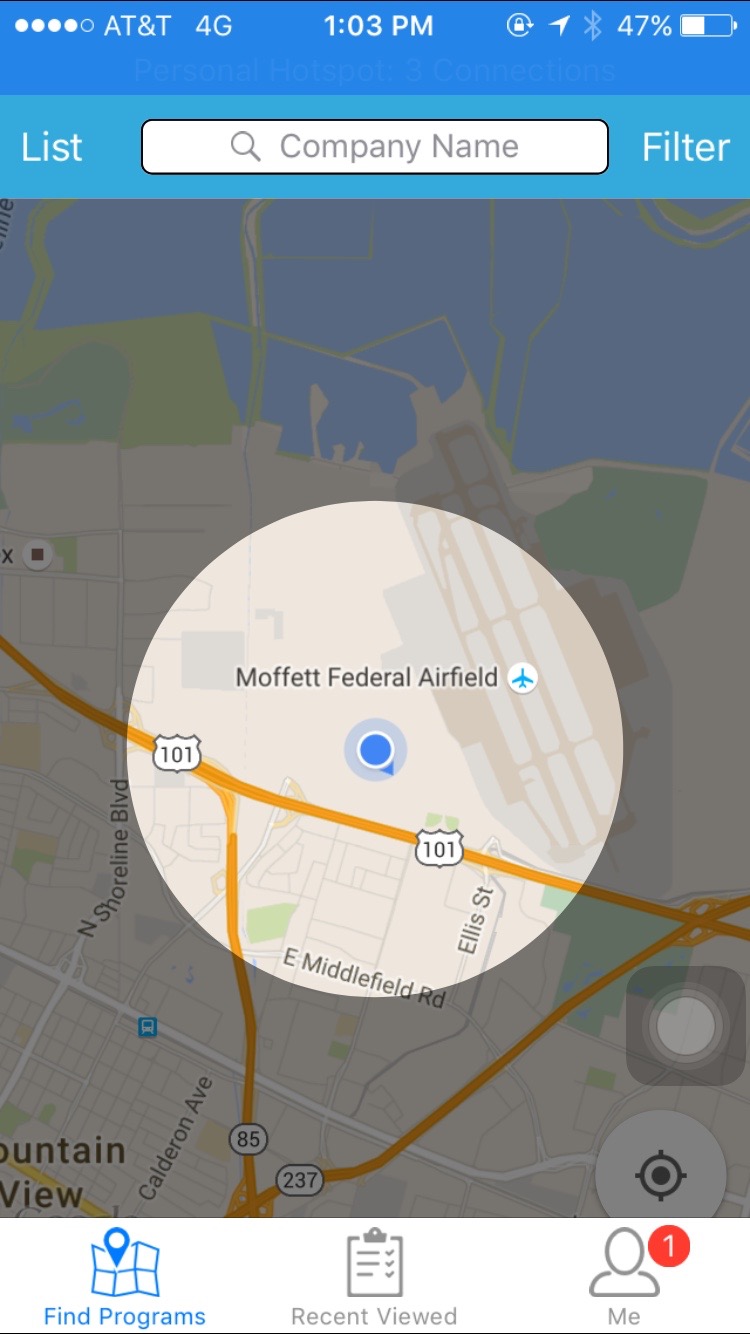 AT&T 4G 1:03 PM 47%
Personal Hotspot: 3 Connections
List Company Name Filter
x
Moffett Federal Airfield
101
101
N Shoreline Blvd
Ellis St
E Middlefield Rd
Calderon Ave
85
ountain
View
237
1
Find Programs Recent Viewed Me